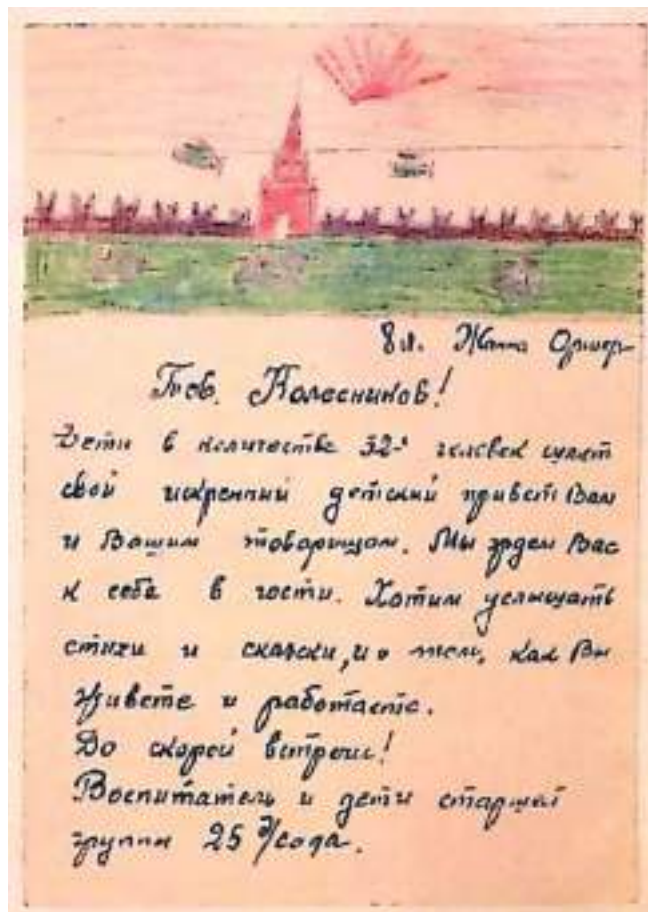 8 л. Жанна
Тов. Колесников!
Дети в количестве 32-х человек шлют
свой искренний детский привет Вам
и Вашим товарищам. Мы ждем Вас
к себе в гости. Хотим услышать
стихи и сказки, и о том, как Вы
живете и работаете.
До скорой встречи!
Воспитатель и дети старшей
группы 25 д/сада.